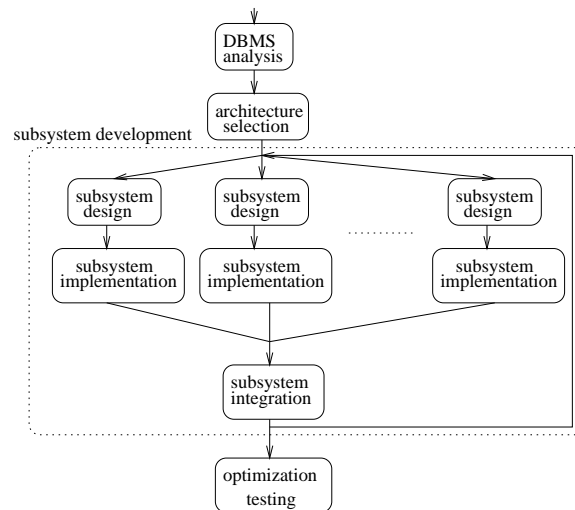 DBMS
analysis
architecture
selection
subsystem development
subsystem
design
subsystem
design
subsystem
design
subsystem
implementation
subsystem
implementation
subsystem
implementation
subsystem
integration
optimization
testing